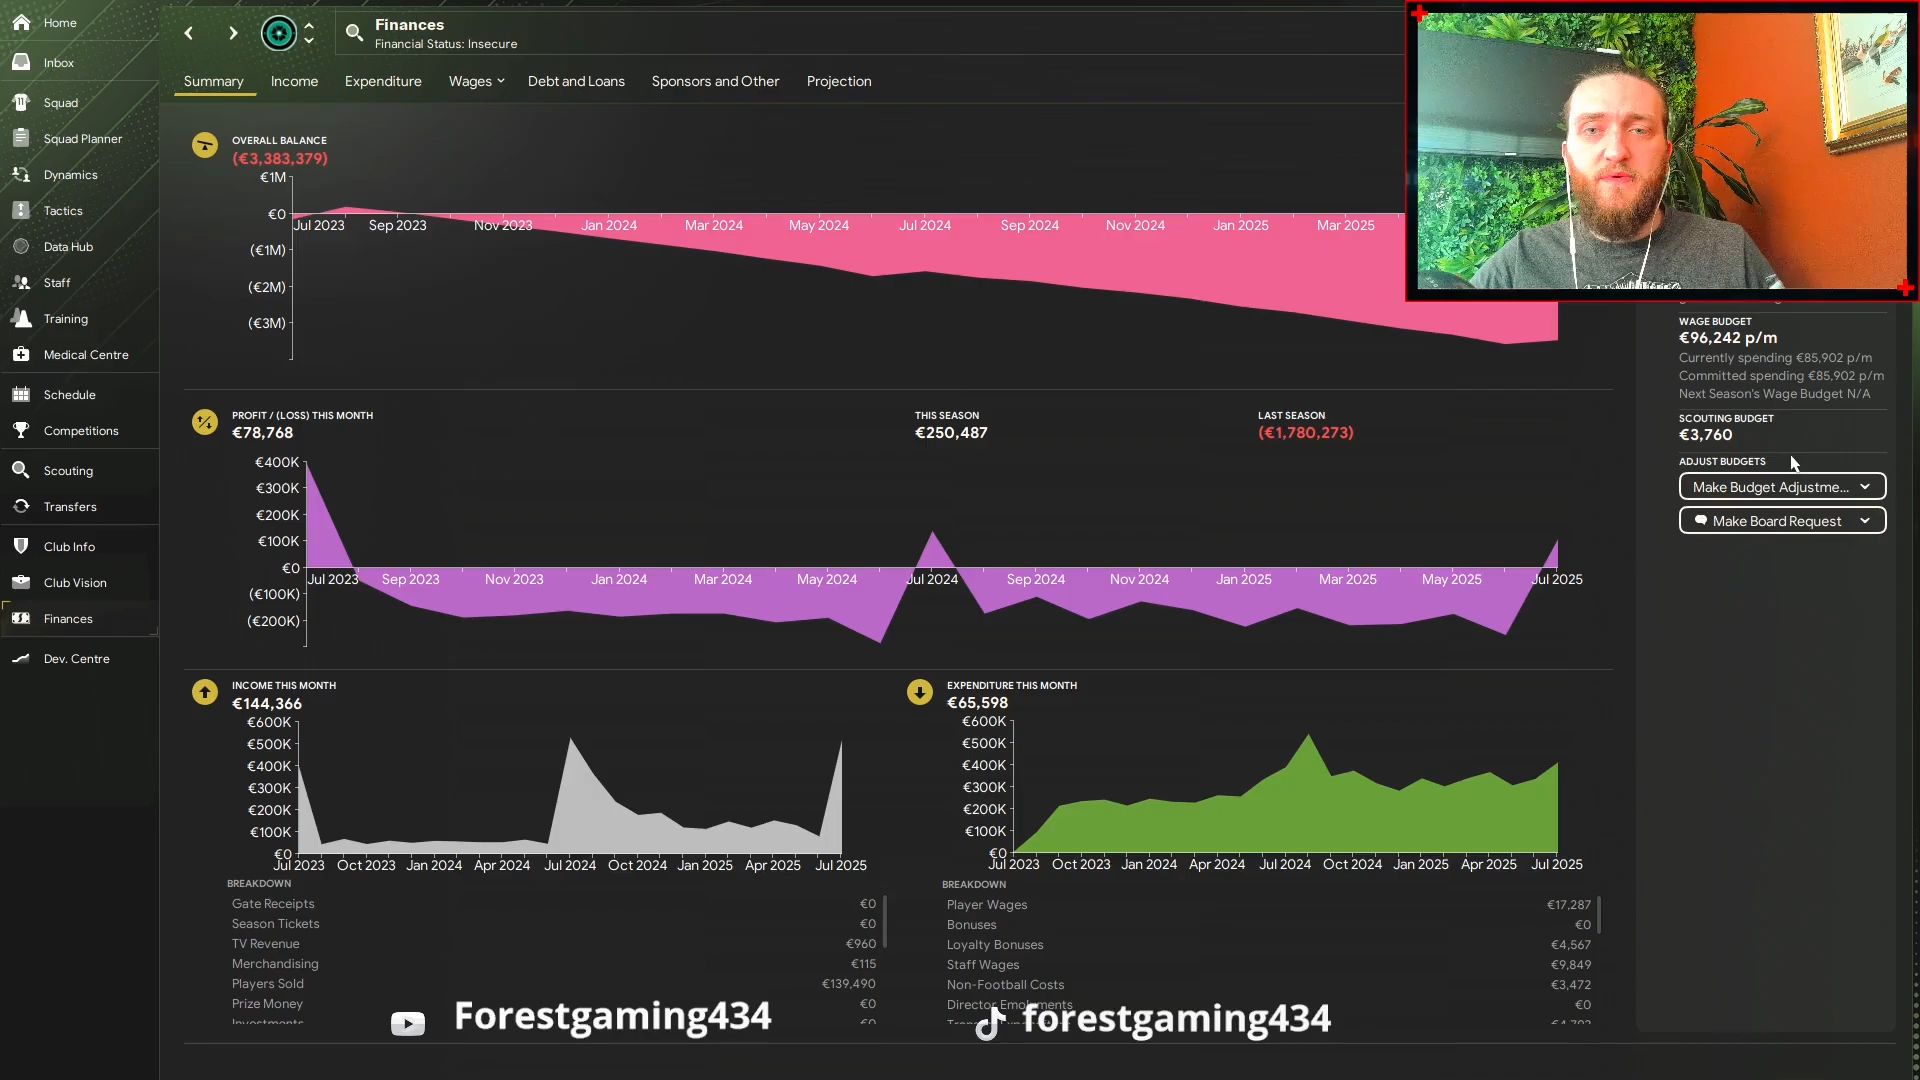 Home
Inbox
Squad
Squad Planner
Dynamics
Tactics
Data Hub
Staff
Training
Medical Centre
Schedule
Competitions
Scouting
Transfers
Club Info
Club Vision
Finances
Dev. Centre
Finances
Financial Status: Insecure
Summary Income Expenditure Wages Debt and Loans Sponsors and Other Projection
OVERALL BALANCE
(€3,383,379)
€1M
€0
(€1M)
(€2M)
(€3M)
Jul 2023 Sep 2023 Nov 2023 Jan 2024 Mar 2024 May 2024 Jul 2024 Sep 2024 Nov 2024 Jan 2025 Mar 2025
PROFIT / (LOSS) THIS MONTH
€78,768
THIS SEASON
€250,487
LAST SEASON
(€1,780,273)
€400K
€300K
€200K
€100K
€0
(€100K)
(€200K)
Jul 2023 Sep 2023 Nov 2023 Jan 2024 Mar 2024 May 2024 Jul 2024 Sep 2024 Nov 2024 Jan 2025 Mar 2025 May 2025 Jul 2025
INCOME THIS MONTH
€144,366
€600K
€500K
€400K
€300K
€200K
€100K
€0
Jul 2023 Oct 2023 Jan 2024 Apr 2024 Jul 2024 Oct 2024 Jan 2025 Apr 2025 Jul 2025
BREAKDOWN
Gate Receipts €0
Season Tickets €0
TV Revenue €960
Merchandising €115
Players Sold €139,490
Prize Money €0
Investments €0
EXPENDITURE THIS MONTH
€65,598
€600K
€500K
€400K
€300K
€200K
€100K
€0
Jul 2023 Oct 2023 Jan 2024 Apr 2024 Jul 2024 Oct 2024 Jan 2025 Apr 2025 Jul 2025
BREAKDOWN
Player Wages €17,287
Bonuses €0
Loyalty Bonuses €4,567
Staff Wages €9,849
Non-Football Costs €3,472
Director Emoluments €0
WAGE BUDGET
€96,242 p/m
Currently spending €85,902 p/m
Committed spending €85,902 p/m
Next Season's Wage Budget N/A
SCOUTING BUDGET
€3,760
ADJUST BUDGETS
Make Budget Adjustme...
Make Board Request
Forestgaming434
forestgaming434